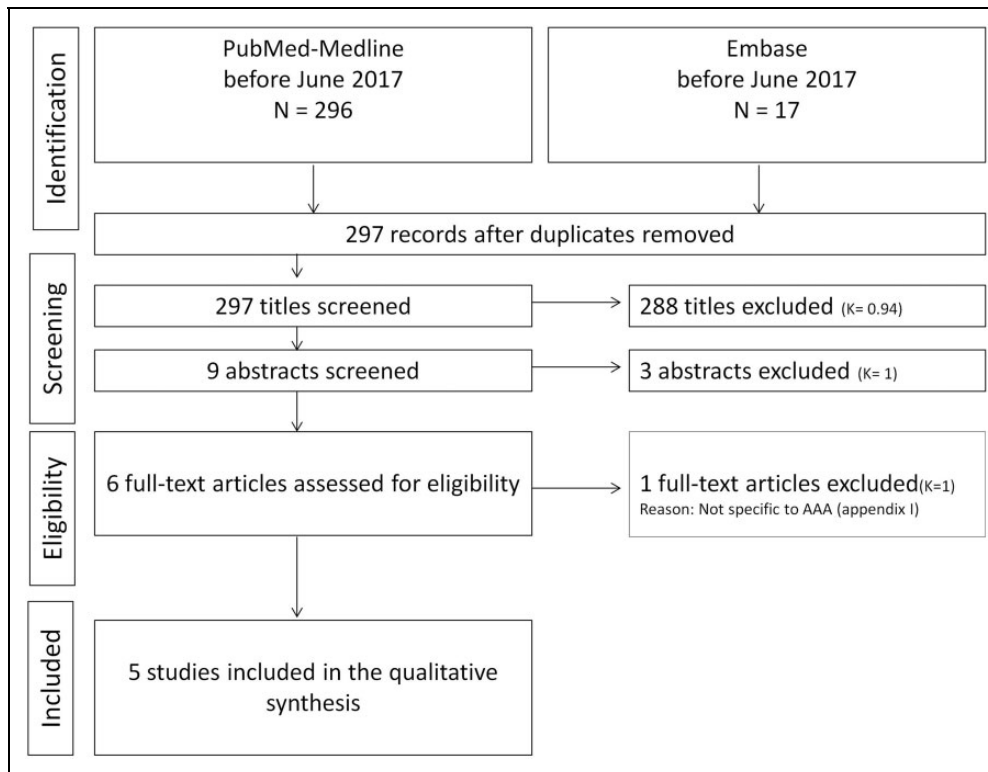 Identification
PubMed-Medline
before June 2017
N = 296
Embase
before June 2017
N = 17
297 records after duplicates removed
Screening
297 titles screened
288 titles excluded (K= 0.94)
9 abstracts screened
3 abstracts excluded (K= 1)
Eligibility
6 full-text articles assessed for eligibility
1 full-text articles excluded(K=1)
Reason: Not specific to AAA (appendix I)
Included
5 studies included in the qualitative
synthesis